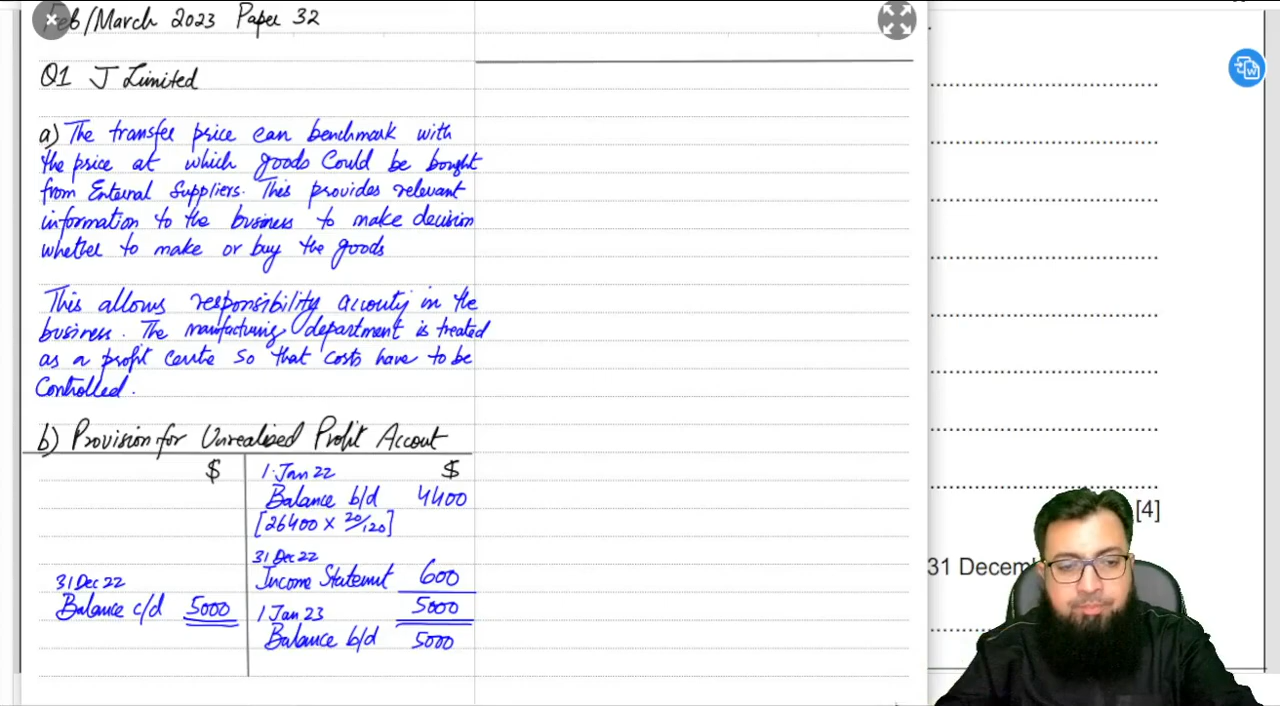 Feb/March 2023 Paper 32
Q1 J Limited
a) The transfer price can benchmark with
the price at which goods Could be bought
from External Suppliers. This provides relevant
information to the business to make decision
whether to make or buy the goods
This allows responsibility accouty in the
business. The manufacturing department is treated
as a profit centre so that costs have to be
Controlled.
b) Provision for Unrealised Profit Account
$ 1 Jan 22 $
Balance b/d 4400
[26400 x 20/120]
31 Dec 22
Income Statemnt 600
31 Dec 22
Balance c/d 5000 5000
1 Jan 23
Balance b/d 5000
[4]
31 Decem